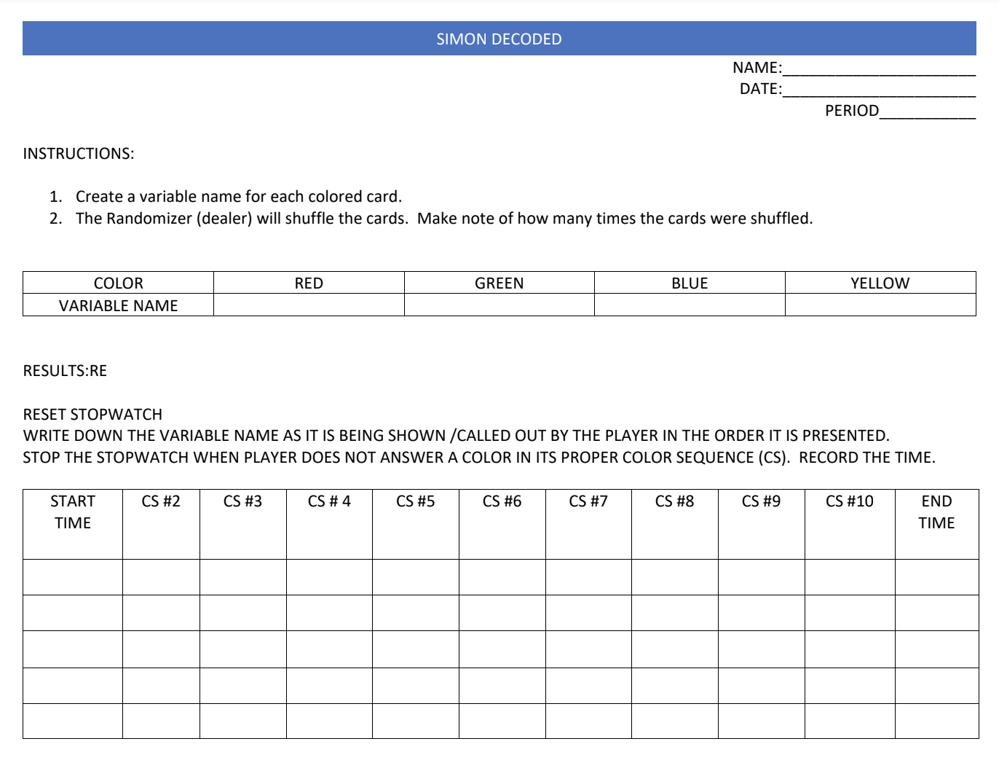 SIMON DECODED
NAME:______________________
DATE:______________________
PERIOD___________
INSTRUCTIONS:
1. Create a variable name for each colored card.
2. The Randomizer (dealer) will shuffle the cards.  Make note of how many times the cards were shuffled.
COLOR RED GREEN BLUE YELLOW
VARIABLE NAME
RESULTS:RE
RESET STOPWATCH
WRITE DOWN THE VARIABLE NAME AS IT IS BEING SHOWN /CALLED OUT BY THE PLAYER IN THE ORDER IT IS PRESENTED.
STOP THE STOPWATCH WHEN PLAYER DOES NOT ANSWER A COLOR IN ITS PROPER COLOR SEQUENCE (CS).  RECORD THE TIME.
START CS #2 CS #3 CS # 4 CS #5 CS #6 CS #7 CS #8 CS #9 CS #10 END
TIME TIME